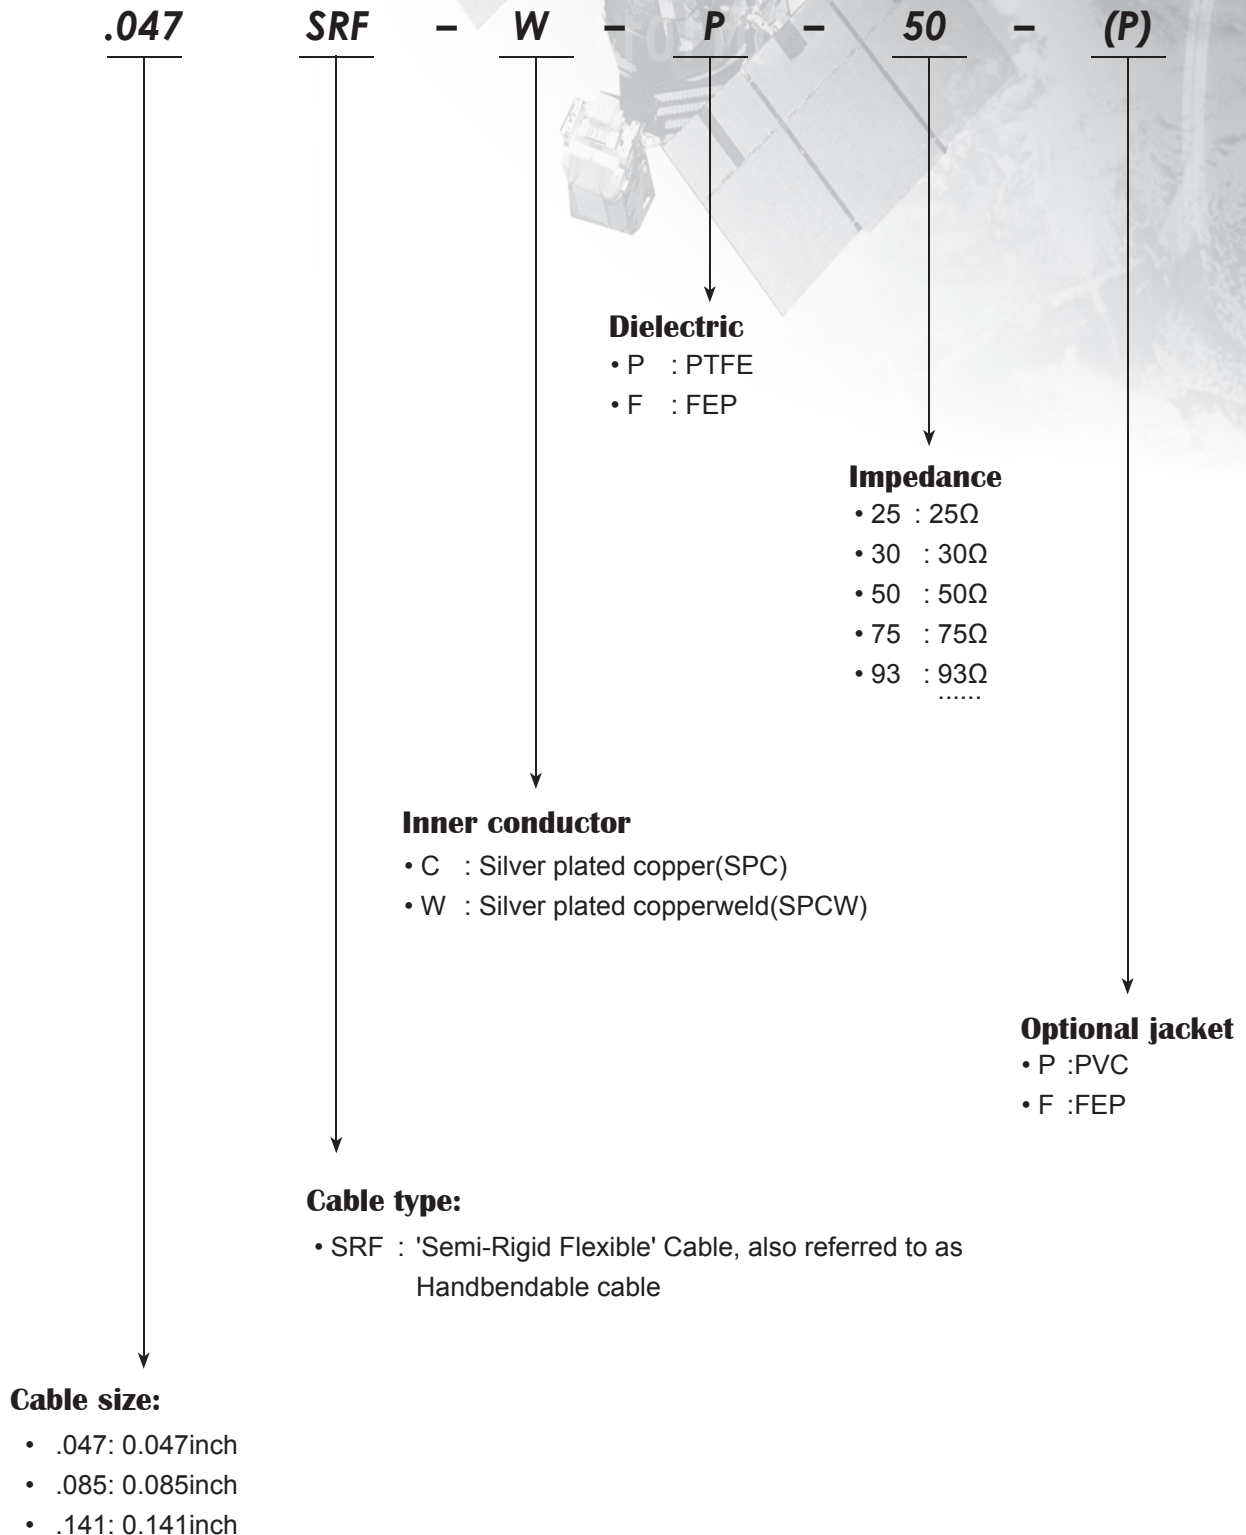 .047 SRF – W – P – 50 – (P)
Dielectric
• P : PTFE
• F : FEP
Impedance
• 25 : 25Ω
• 30 : 30Ω
• 50 : 50Ω
• 75 : 75Ω
• 93 : 93Ω
......
Inner conductor
• C : Silver plated copper(SPC)
• W : Silver plated copperweld(SPCW)
Optional jacket
• P :PVC
• F :FEP
Cable type:
• SRF : 'Semi-Rigid Flexible' Cable, also referred to as
Handbendable cable
Cable size:
• .047: 0.047inch
• .085: 0.085inch
• .141: 0.141inch